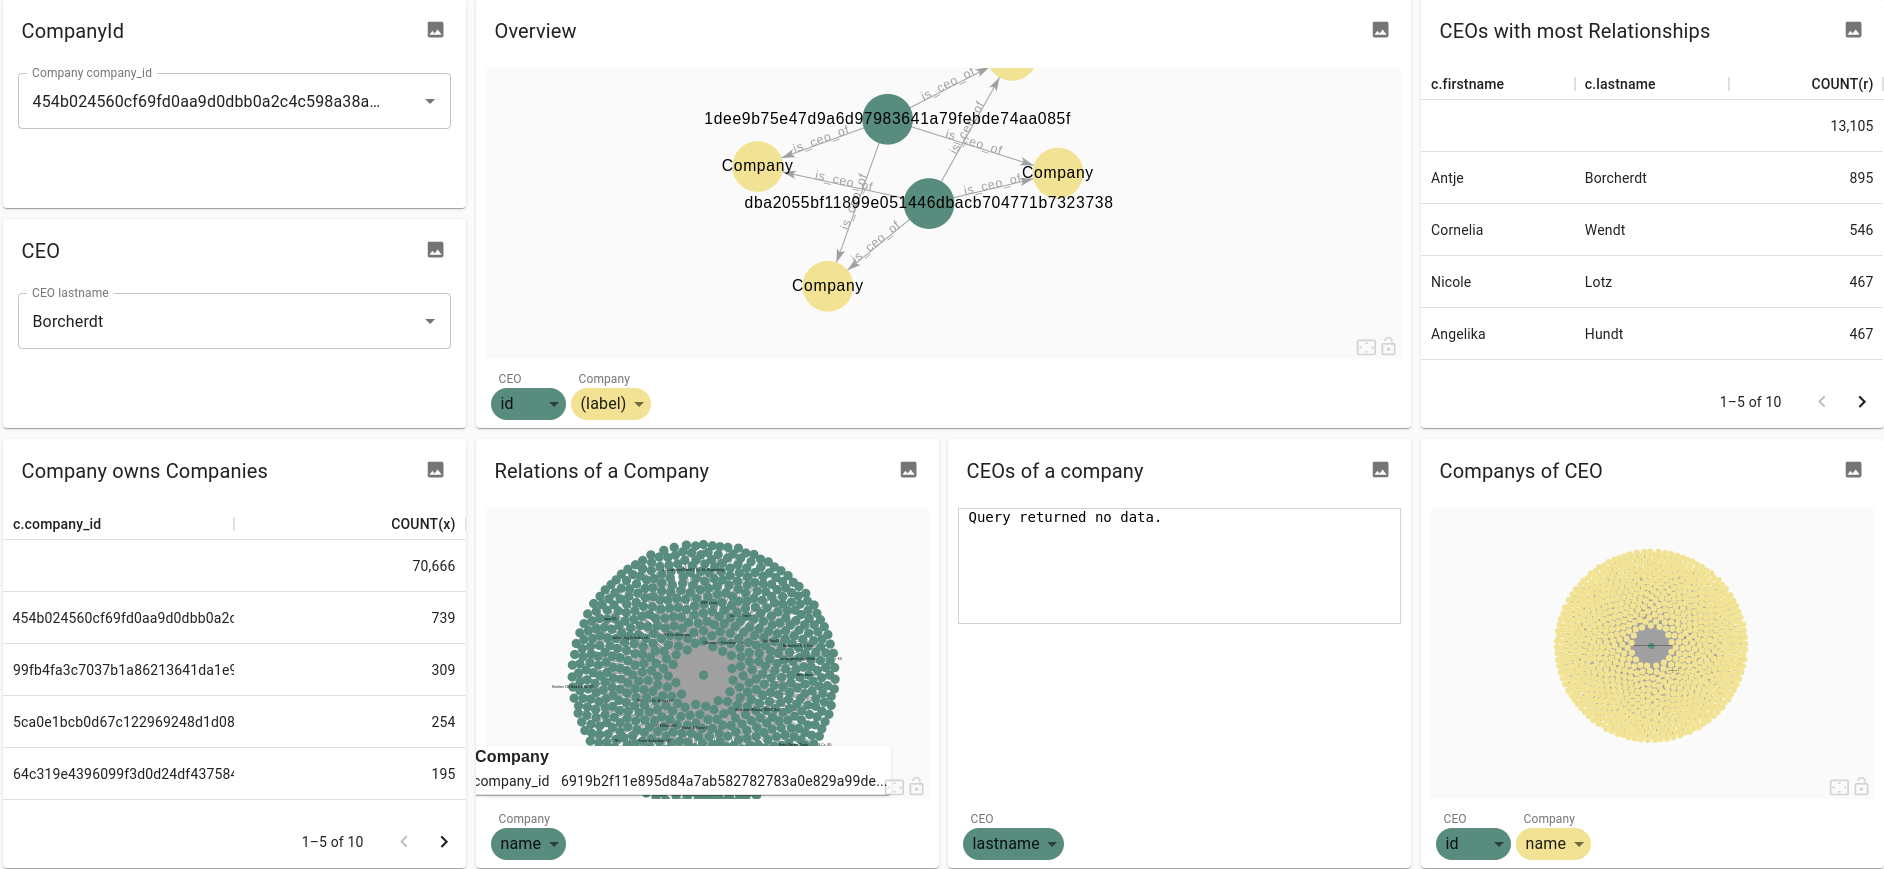 CompanyId
Company company_id
454b024560cf69fd0aa9d0dbb0a2c4c598a38a...
CEO
CEO lastname
Borcherdt
Overview
is_ceo_of
1dee9b75e47d9a6d97983641a79febde74aa085f
is_ceo_of
is_ceo_of
is_ceo_of
Company
Company
is_ceo_of
is_ceo_of
is_ceo_of
dba2055bf11899e051446dbacb704771b7323738
is_ceo_of
Company
CEO
Company
id
(label)
CEOs with most Relationships
c.firstname c.lastname COUNT(r)
13,105
Antje Borcherdt 895
Cornelia Wendt 546
Nicole Lotz 467
Angelika Hundt 467
1–5 of 10
Company owns Companies
c.company_id COUNT(x)
70,666
454b024560cf69fd0aa9d0dbb0a2c 739
99fb4fa3c7037b1a86213641da1e9 309
5ca0e1bcb0d67c122969248d1d08 254
64c319e4396099f3d0d24df437584 195
1–5 of 10
Relations of a Company
Company
company_id 6919b2f11e895d84a7ab582782783a0e829a99de...
Company
name
CEOs of a company
Query returned no data.
CEO
lastname
Companys of CEO
CEO
Company
id
name